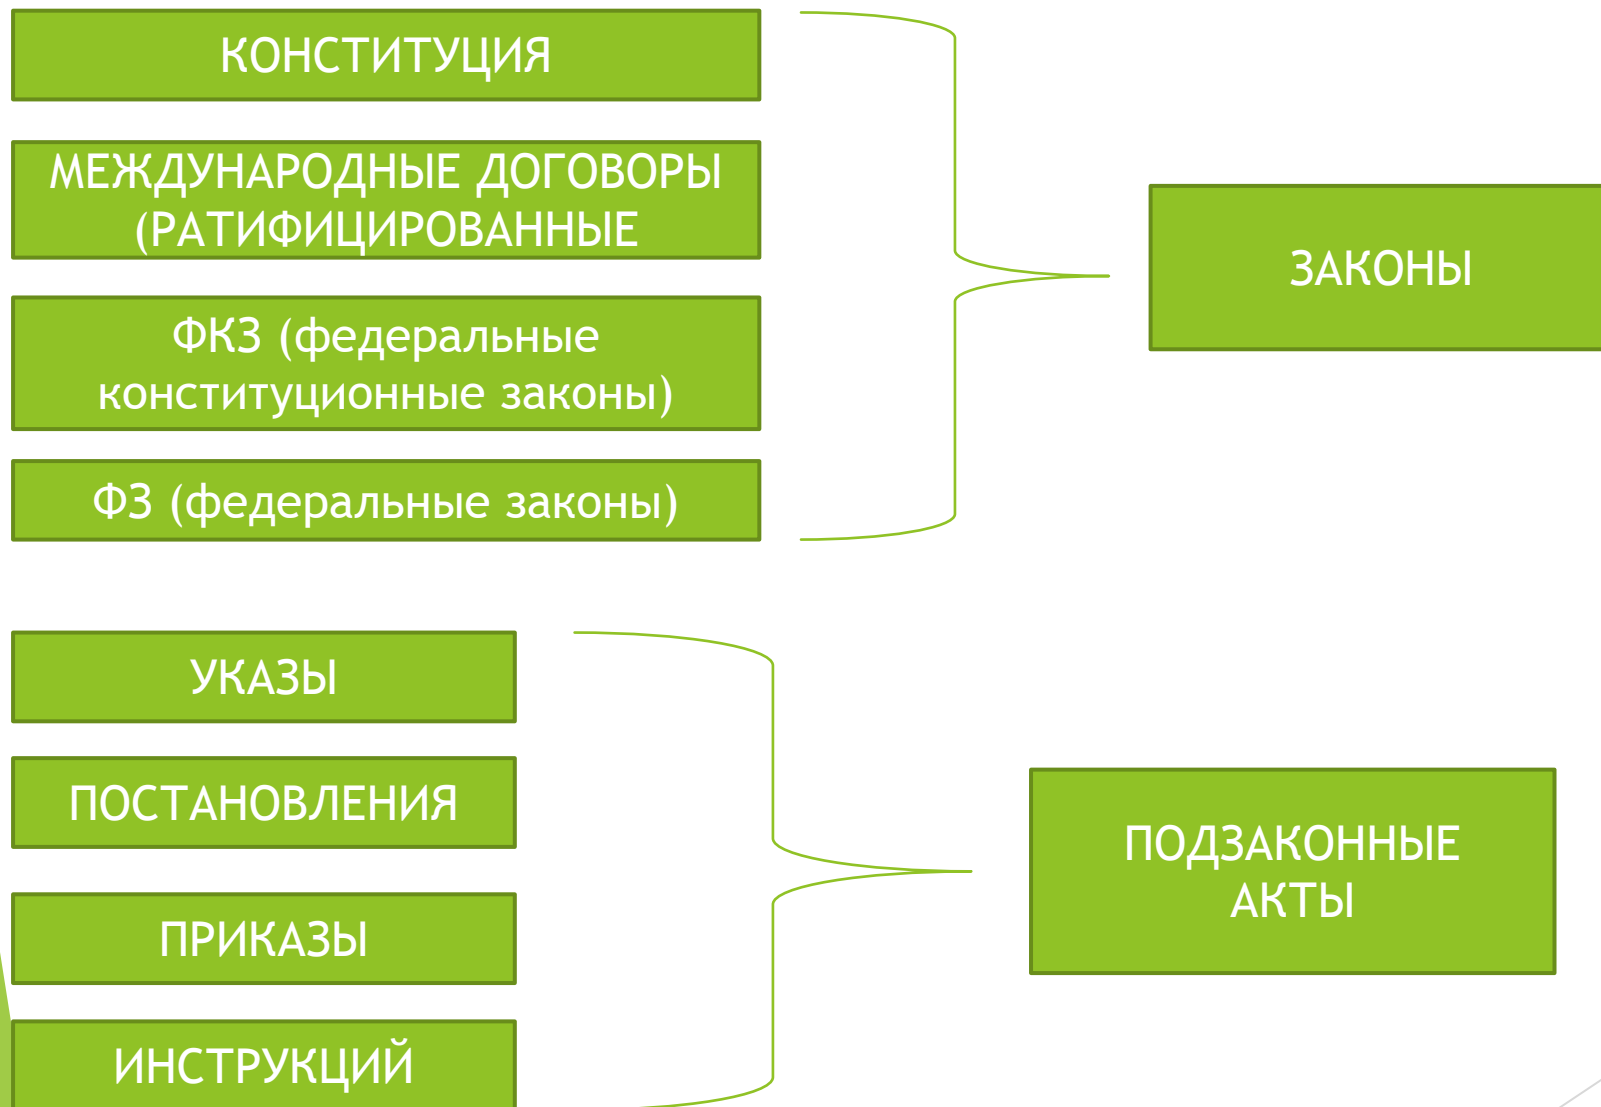 КОНСТИТУЦИЯ
МЕЖДУНАРОДНЫЕ ДОГОВОРЫ
(РАТИФИЦИРОВАННЫЕ
ФКЗ (федеральные
конституционные законы)
ФЗ (федеральные законы)
ЗАКОНЫ
УКАЗЫ
ПОСТАНОВЛЕНИЯ
ПРИКАЗЫ
ИНСТРУКЦИЙ
ПОДЗАКОННЫЕ
АКТЫ